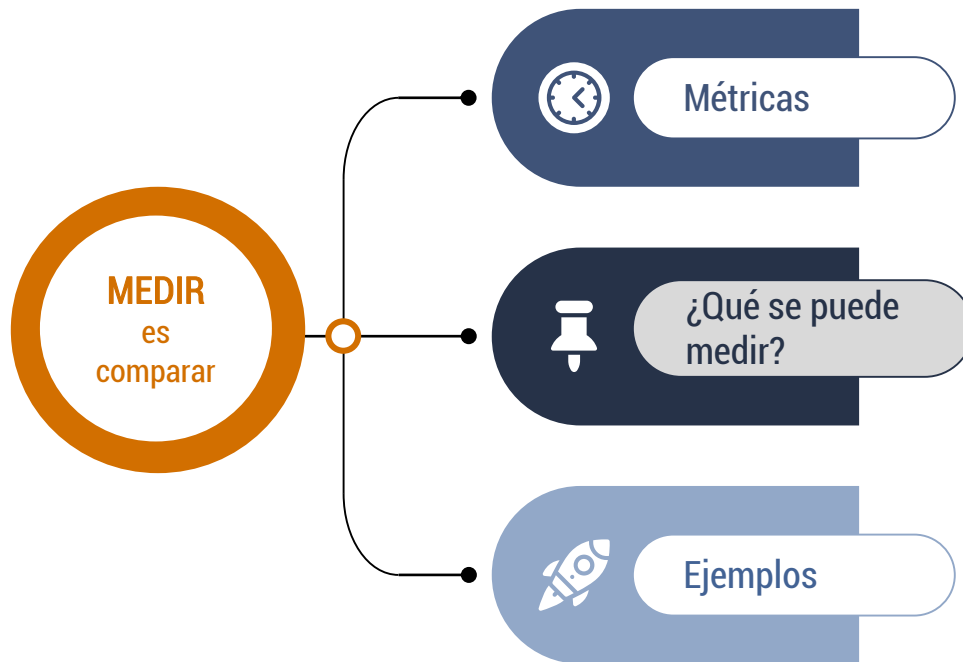 MEDIR
es
comparar
Métricas
¿Qué se puede
medir?
Ejemplos